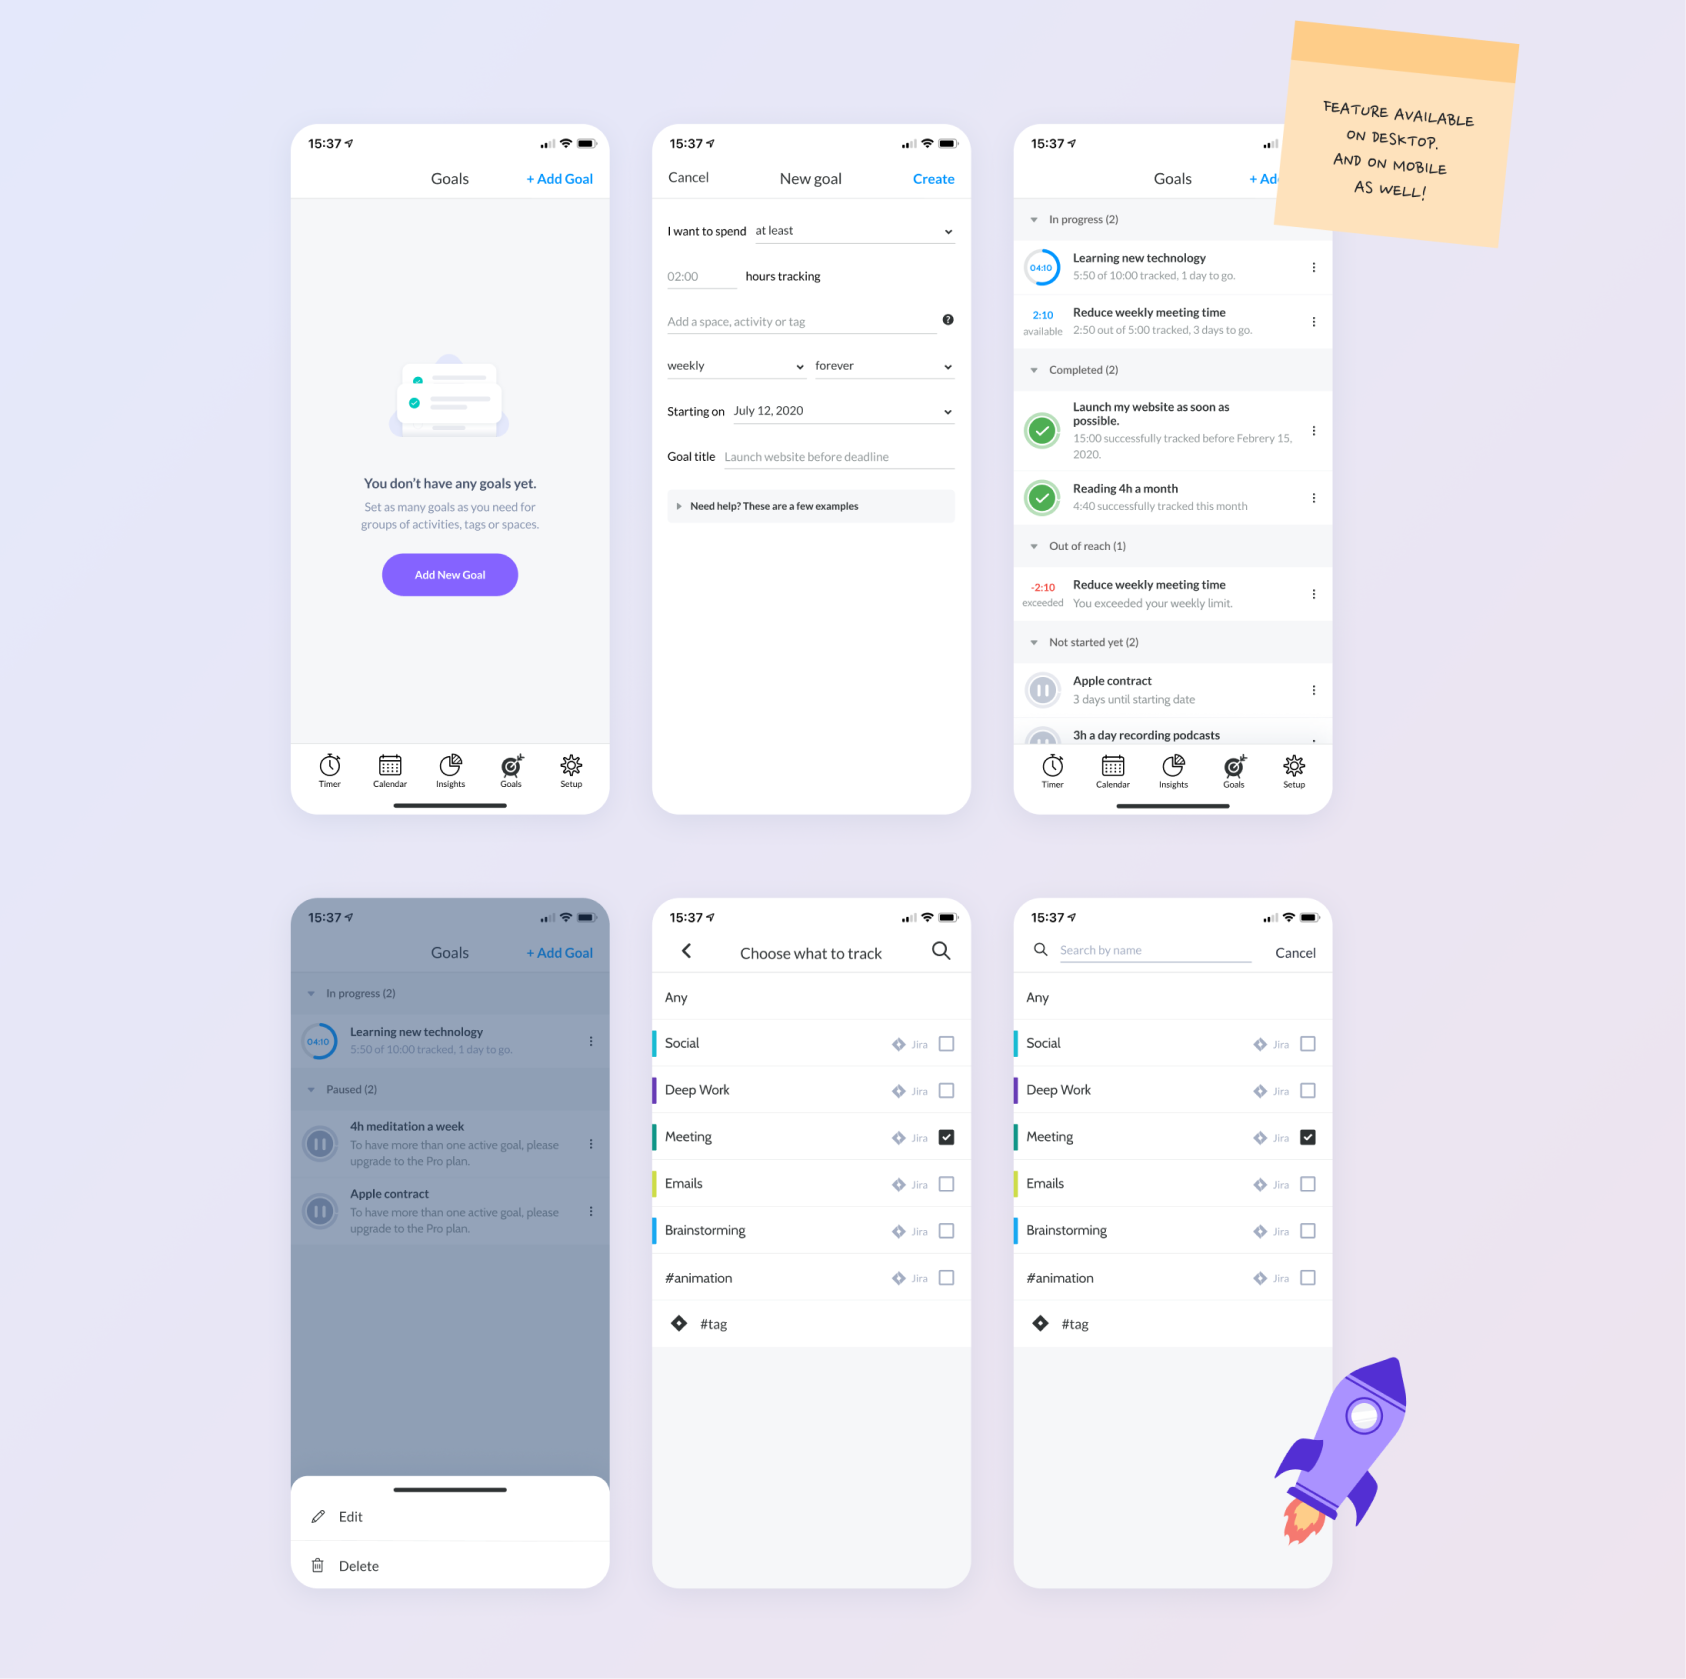 FEATURE AVAILABLE
ON DESKTOP.
AND ON MOBILE
AS WELL!
15:37
Goals
+ Add Goal
You don't have any goals yet.
Set as many goals as you need for
groups of activities, tags or spaces.
Add New Goal
Timer
Calendar
Insights
Goals
Setup
15:37
Cancel
New goal
Create
I want to spend at least
02:00 hours tracking
Add a space, activity or tag
weekly forever
Starting on July 12, 2020
Goal title Launch website before deadline
Need help? These are a few examples
15:37
Goals
+ Ad
In progress (2)
04:10
Learning new technology
5:50 of 10:00 tracked, 1 day to go.
2:10
available
Reduce weekly meeting time
2:50 out of 5:00 tracked, 3 days to go.
Completed (2)
Launch my website as soon as
possible.
15:00 successfully tracked before Febrery 15,
2020.
Reading 4h a month
4:40 successfully tracked this month
Out of reach (1)
-2:10
exceeded
Reduce weekly meeting time
You exceeded your weekly limit.
Not started yet (2)
Apple contract
3 days until starting date
3h a day recording podcasts
Timer
Calendar
Insights
Goals
Setup
15:37
Goals
+ Add Goal
In progress (2)
04:10
Learning new technology
5:50 of 10:00 tracked, 1 day to go.
Paused (2)
4h meditation a week
To have more than one active goal, please
upgrade to the Pro plan.
Apple contract
To have more than one active goal, please
upgrade to the Pro plan.
Edit
Delete
15:37
Choose what to track
Any
Social Jira
Deep Work Jira
Meeting Jira
Emails Jira
Brainstorming Jira
#animation Jira
#tag
15:37
Search by name
Cancel
Any
Social Jira
Deep Work Jira
Meeting Jira
Emails Jira
Brainstorming Jira
#animation Jira
#tag